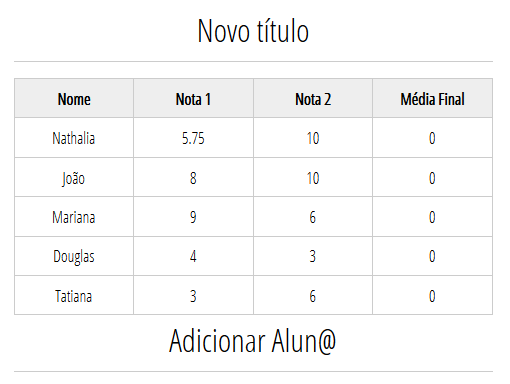 Novo título
Nome Nota 1 Nota 2 Média Final
Nathalia 5.75 10 0
João 8 10 0
Mariana 9 6 0
Douglas 4 3 0
Tatiana 3 6 0
Adicionar Alun@